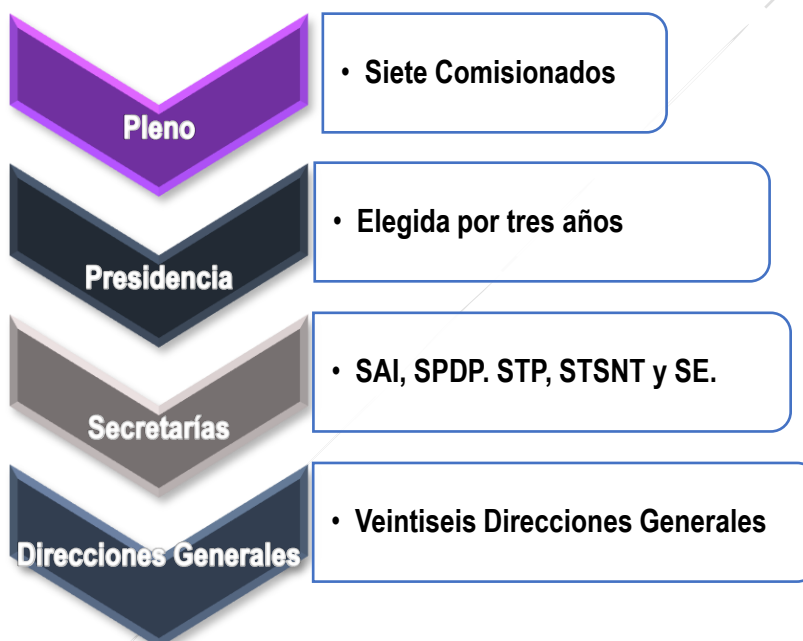 Pleno
• Siete Comisionados
Presidencia
• Elegida por tres años
Secretarías
• SAI, SPDP. STP, STSNT y SE.
Direcciones Generales
• Veintiseis Direcciones Generales